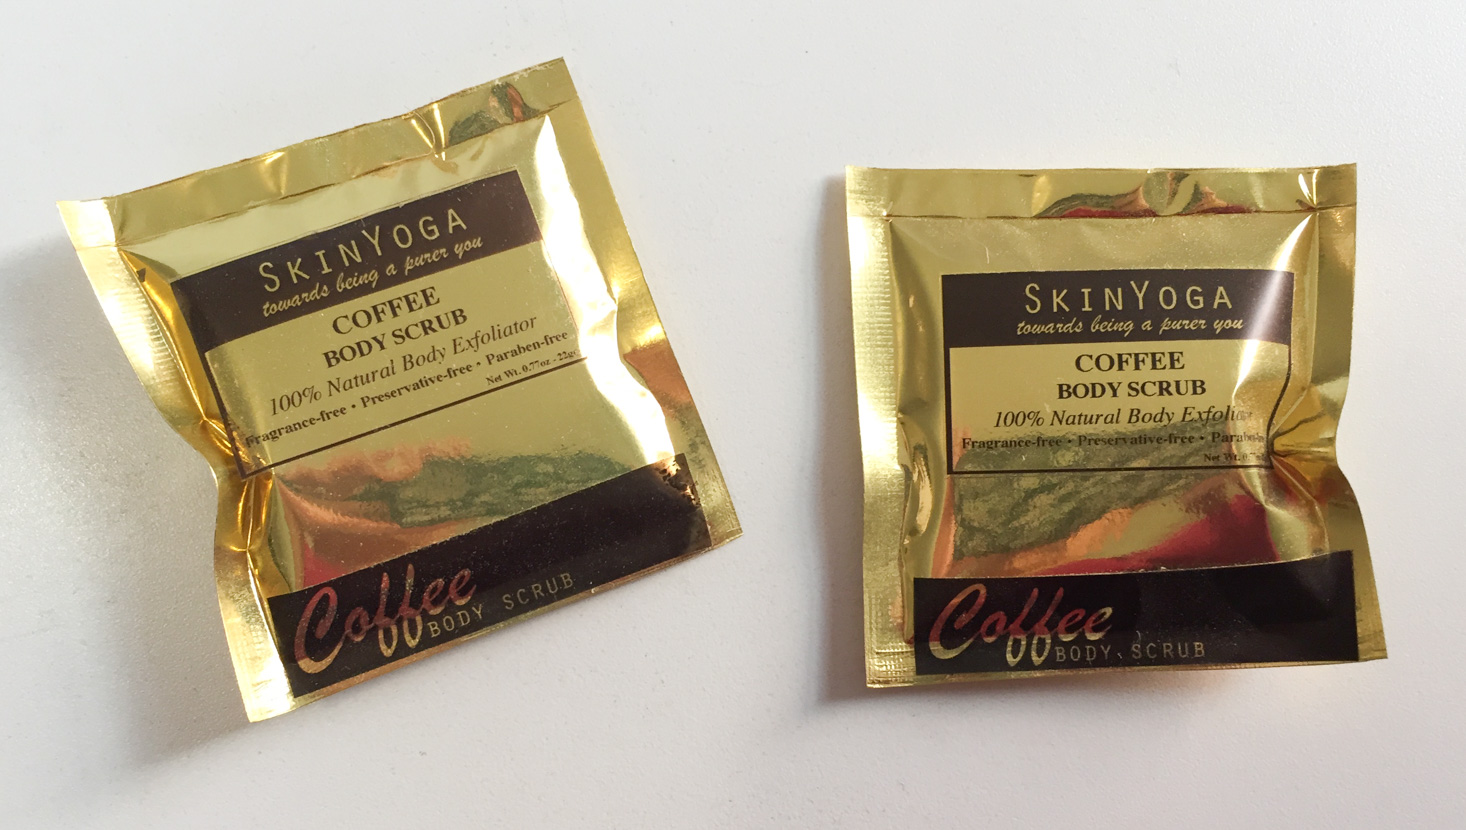 SKINYOGA
towards being a purer you
COFFEE
BODY SCRUB
100% Natural Body Exfoliator
Fragrance-free • Preservative-free • Paraben-free
Net Wt. 0.77oz - 22g
Coffee
BODY SCRUB
SKINYOGA
towards being a purer you
COFFEE
BODY SCRUB
100% Natural Body
Fragrance-free • Preservative-free •
Net Wt.
Coffee
BODY SCRUB